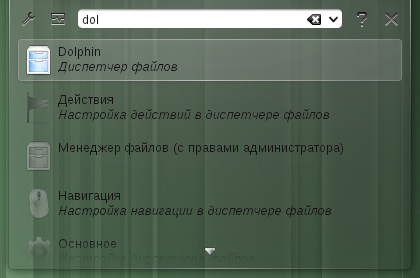 dol
Dolphin
Диспетчер файлов
Действия
Настройка действий в диспетчере файлов
Менеджер файлов (с правами администратора)
Навигация
Настройка навигации в диспетчере файлов
Основное